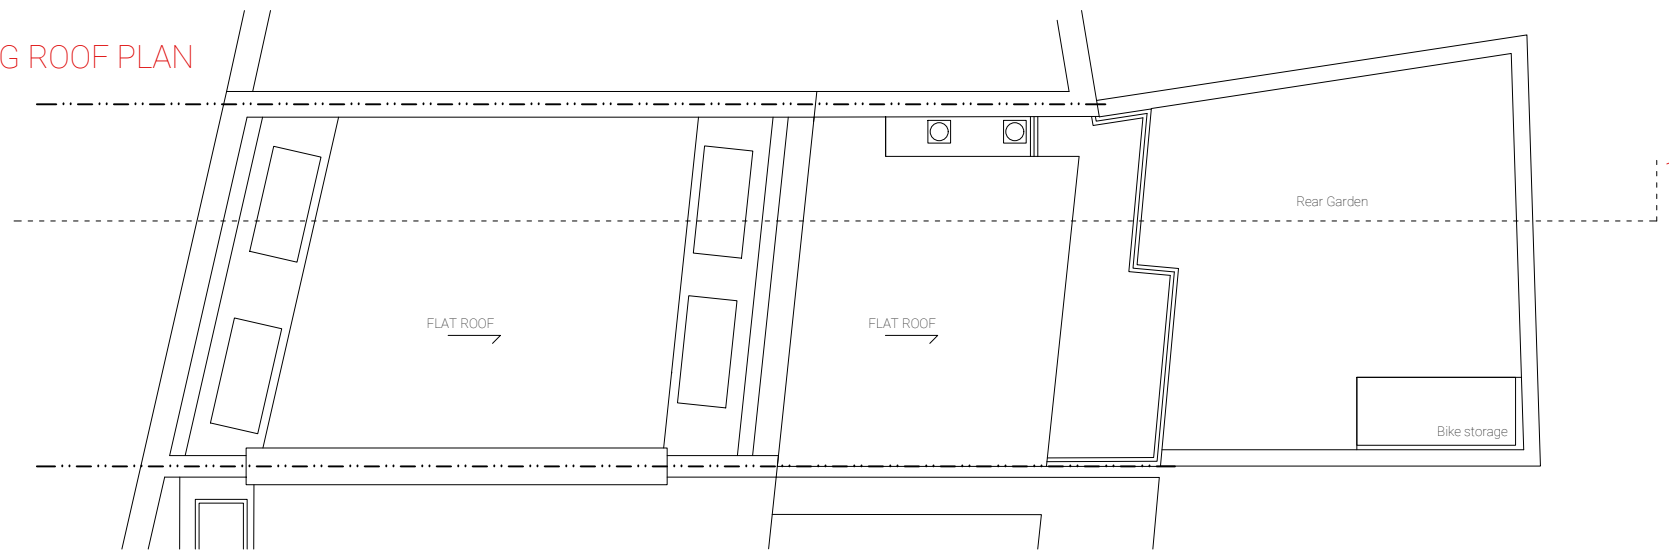 G ROOF PLAN
Rear Garden
FLAT ROOF
FLAT ROOF
Bike storage